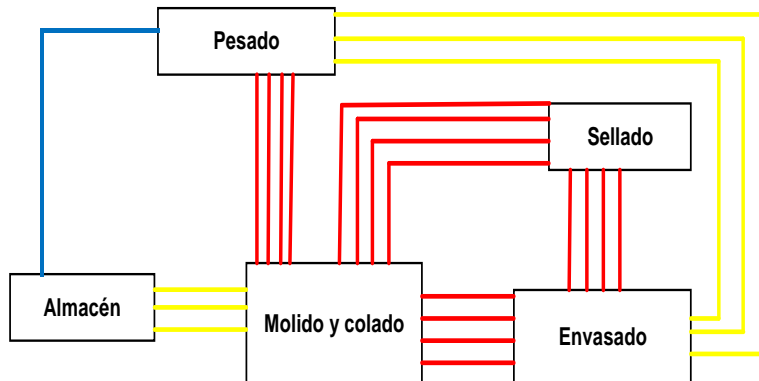 Pesado
Sellado
Almacén
Molido y colado
Envasado